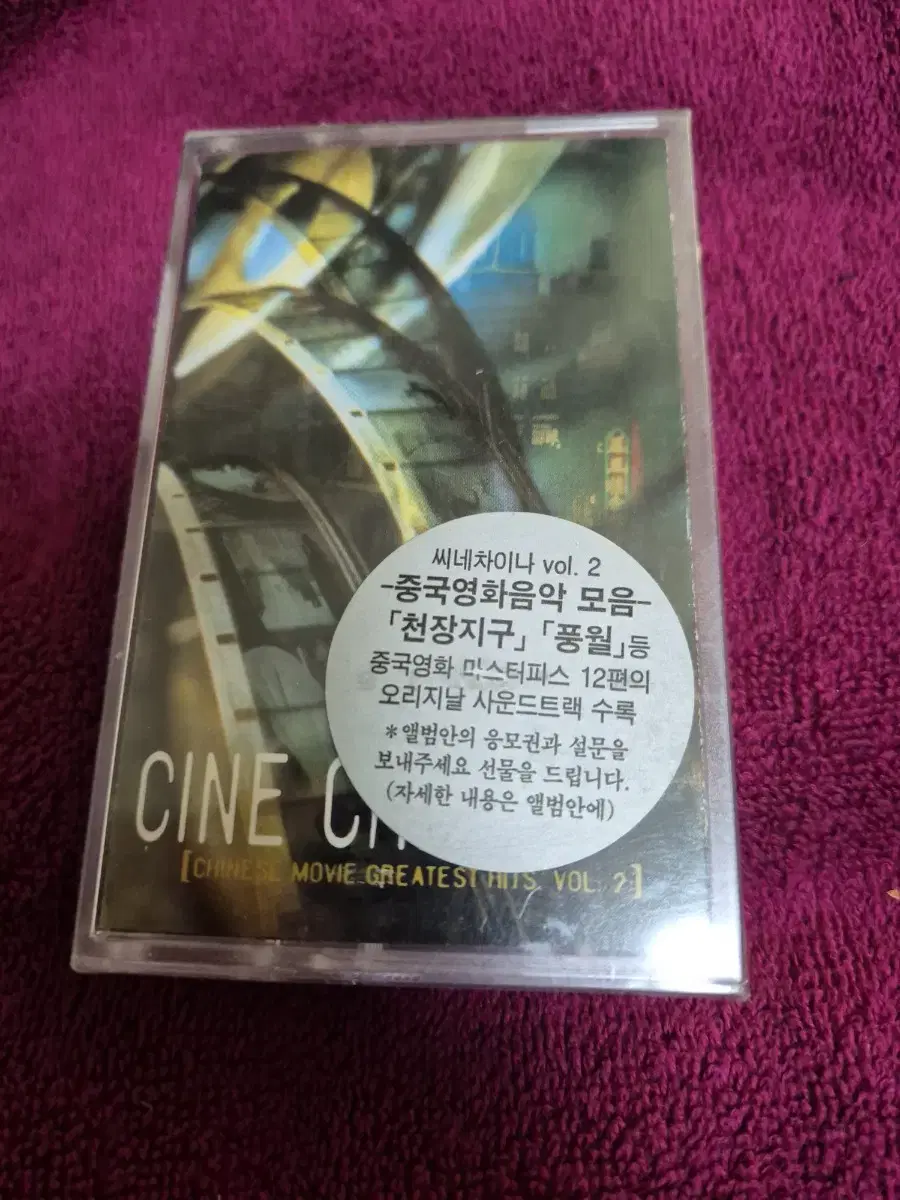 씨네차이나 vol. 2
-중국영화음악 모음-
「천장지구」「풍월」등
중국영화 마스터피스 12편의
오리지날 사운드트랙 수록
*앨범안의 응모권과 설문을
보내주세요 선물을 드립니다.
(자세한 내용은 앨범안에)
CINE
[CHINESE MOVIE GREATEST HITS VOL. 2]